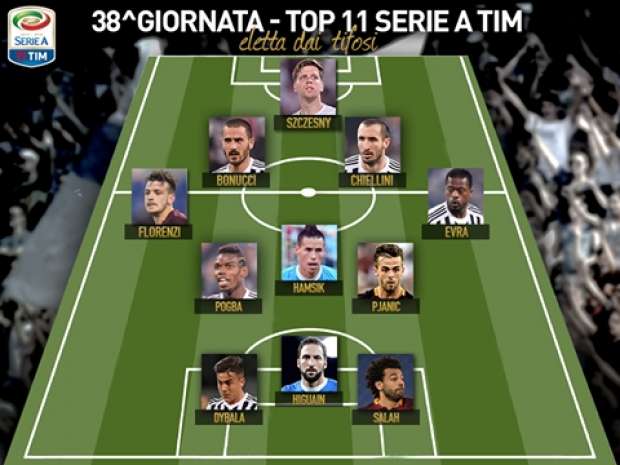 38^GIORNATA - TOP 11 SERIE A TIM
eletta dai tifosi
SERIE A
TIM
SZCZESNY
BONUCCI
CHIELLINI
FLORENZI
EVRA
POGBA
HAMSIK
PJANIC
DYBALA
HIGUAIN
SALAH